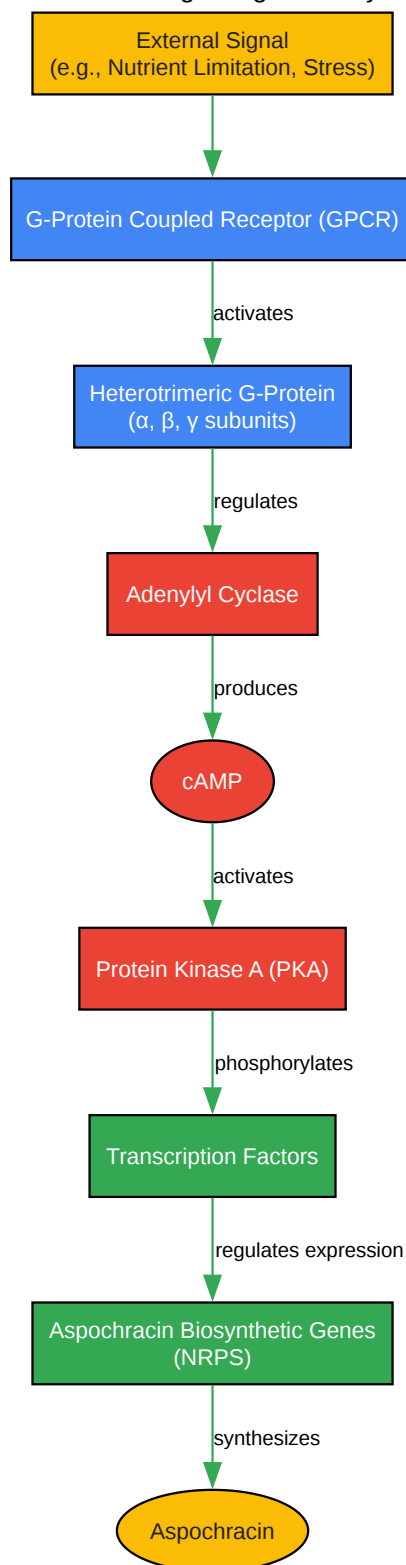 External Signal
(e.g., Nutrient Limitation, Stress)
G-Protein Coupled Receptor (GPCR)
activates
Heterotrimeric G-Protein
(α, β, γ subunits)
regulates
Adenylyl Cyclase
produces
cAMP
activates
Protein Kinase A (PKA)
phosphorylates
Transcription Factors
regulates expression
Aspochracin Biosynthetic Genes
(NRPS)
synthesizes
Aspochracin